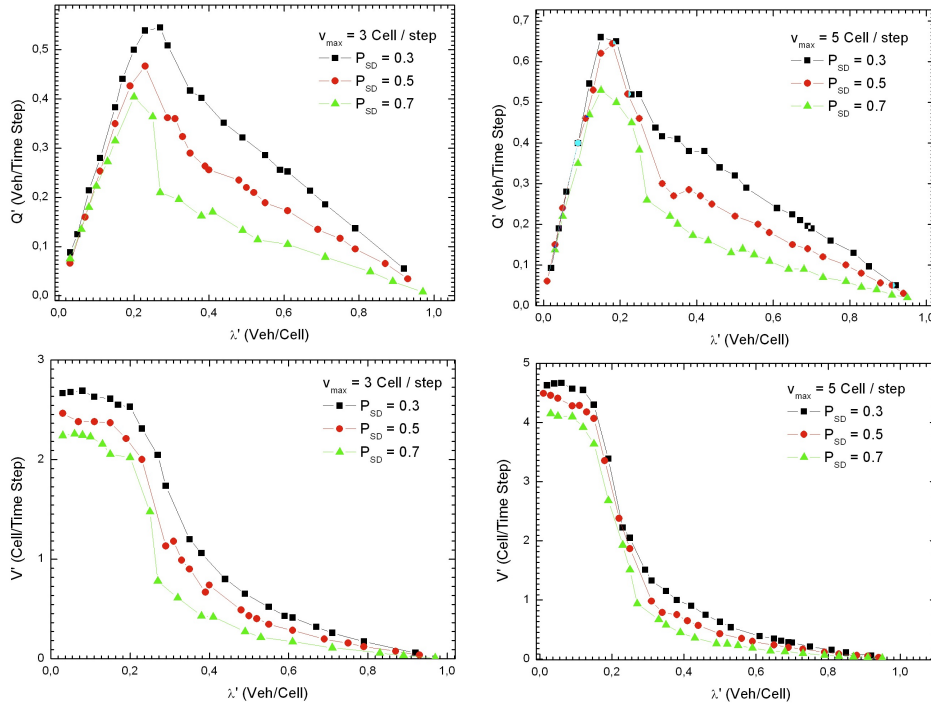 v_max = 3 Cell / step
P_SD = 0.3
P_SD = 0.5
P_SD = 0.7
Q' (Veh/Time Step)
0,5
0,4
0,3
0,2
0,1
0,0
0,0 0,2 0,4 0,6 0,8 1,0
λ' (Veh/Cell)
v_max = 5 Cell / step
P_SD = 0.3
P_SD = 0.5
P_SD = 0.7
Q' (Veh/Time Step)
0,7
0,6
0,5
0,4
0,3
0,2
0,1
0,0
0,0 0,2 0,4 0,6 0,8 1,0
λ' (Veh/Cell)
v_max = 3 Cell / step
P_SD = 0.3
P_SD = 0.5
P_SD = 0.7
V' (Cell/Time Step)
3
2
1
0
0,0 0,2 0,4 0,6 0,8 1,0
λ' (Veh/Cell)
v_max = 5 Cell / step
P_SD = 0.3
P_SD = 0.5
P_SD = 0.7
V' (Cell/Time Step)
5
4
3
2
1
0
0,0 0,2 0,4 0,6 0,8 1,0
λ' (Veh/Cell)